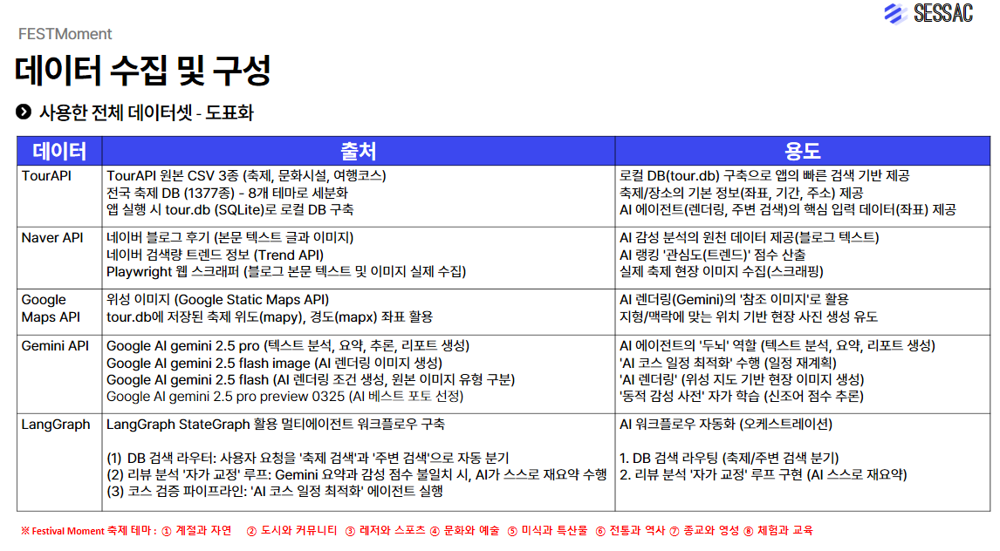 SESSAC
FESTMoment
데이터 수집 및 구성
사용한 전체 데이터셋 - 도표화
데이터 출처 용도
TourAPI
TourAPI 원본 CSV 3종 (축제, 문화시설, 여행코스)
전국 축제 DB (1377종) - 8개 테마로 세분화
앱 실행 시 tour.db (SQLite)로 로컬 DB 구축
로컬 DB(tour.db) 구축으로 앱의 빠른 검색 기반 제공
축제/장소의 기본 정보(좌표, 기간, 주소) 제공
AI 에이전트(렌더링, 주변 검색)의 핵심 입력 데이터(좌표) 제공
Naver API
네이버 블로그 후기 (본문 텍스트 글과 이미지)
네이버 검색량 트렌드 정보 (Trend API)
Playwright 웹 스크래퍼 (블로그 본문 텍스트 및 이미지 실제 수집)
AI 감성 분석의 원천 데이터 제공(블로그 텍스트)
AI 랭킹 '관심도(트렌드)' 점수 산출
실제 축제 현장 이미지 수집(스크래핑)
Google
Maps API
위성 이미지 (Google Static Maps API)
tour.db에 저장된 축제 위도(mapy), 경도(mapx) 좌표 활용
AI 렌더링(Gemini)의 '참조 이미지'로 활용
지형/맥락에 맞는 위치 기반 현장 사진 생성 유도
Gemini API
Google AI gemini 2.5 pro (텍스트 분석, 요약, 추론, 리포트 생성)
Google AI gemini 2.5 flash image (AI 렌더링 이미지 생성)
Google AI gemini 2.5 flash (AI 렌더링 조건 생성, 원본 이미지 유형 구분)
Google AI gemini 2.5 pro preview 0325 (AI 베스트 포토 선정)
AI 에이전트의 '두뇌' 역할 (텍스트 분석, 요약, 리포트 생성)
'AI 코스 일정 최적화' 수행 (일정 재계획)
'AI 렌더링' (위성 지도 기반 현장 이미지 생성)
'동적 감성 사전' 자가 학습 (신조어 점수 추론)
LangGraph
LangGraph StateGraph 활용 멀티에이전트 워크플로우 구축
(1) DB 검색 라우터: 사용자 요청을 '축제 검색'과 '주변 검색'으로 자동 분기
(2) 리뷰 분석 '자가 교정' 루프: Gemini 요약과 감성 점수 불일치 시, AI가 스스로 재요약 수행
(3) 코스 검증 파이프라인: 'AI 코스 일정 최적화' 에이전트 실행
AI 워크플로우 자동화 (오케스트레이션)
1. DB 검색 라우팅 (축제/주변 검색 분기)
2. 리뷰 분석 '자가 교정' 루프 구현 (AI 스스로 재요약)
※ Festival Moment 축제 테마 : ① 계절과 자연 ② 도시와 커뮤니티 ③ 레저와 스포츠 ④ 문화와 예술 ⑤ 미식과 특산물 ⑥ 전통과 역사 ⑦ 종교와 영성 ⑧ 체험과 교육